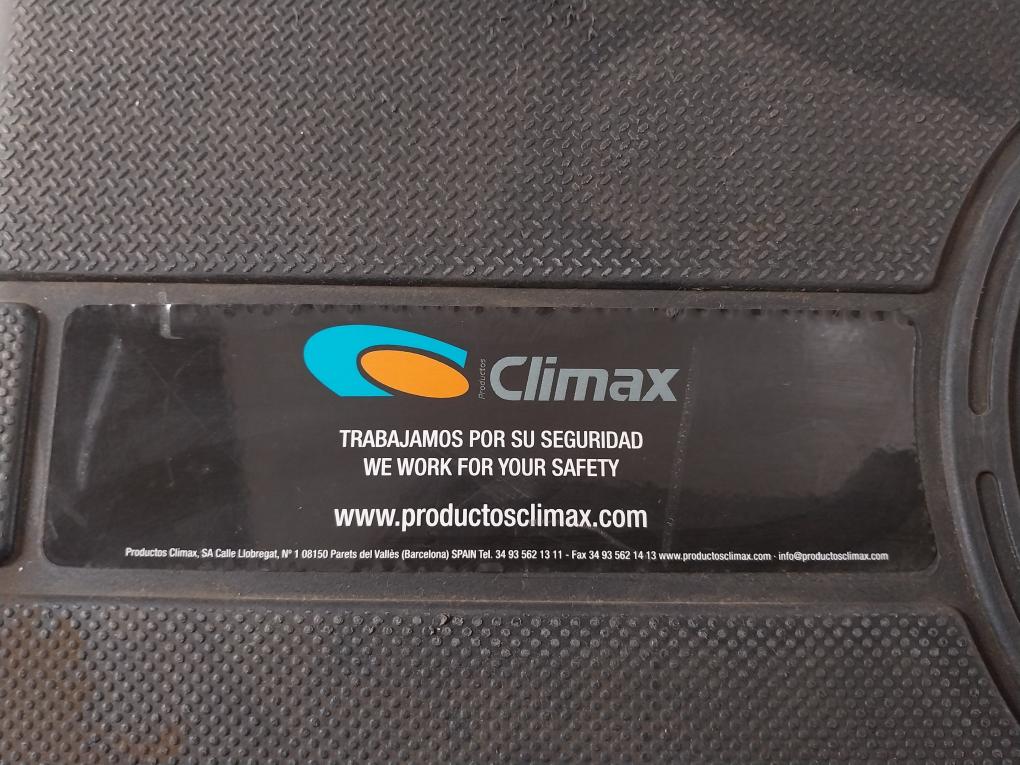 Productos Climax
TRABAJAMOS POR SU SEGURIDAD
WE WORK FOR YOUR SAFETY
www.productosclimax.com
Productos Climax, SA Calle Llobregat, Nº 1 08150 Parets del Vallès (Barcelona) SPAIN Tel. 34 93 562 13 11 - Fax 34 93 562 14 13 www.productosclimax.com · info@productosclimax.com